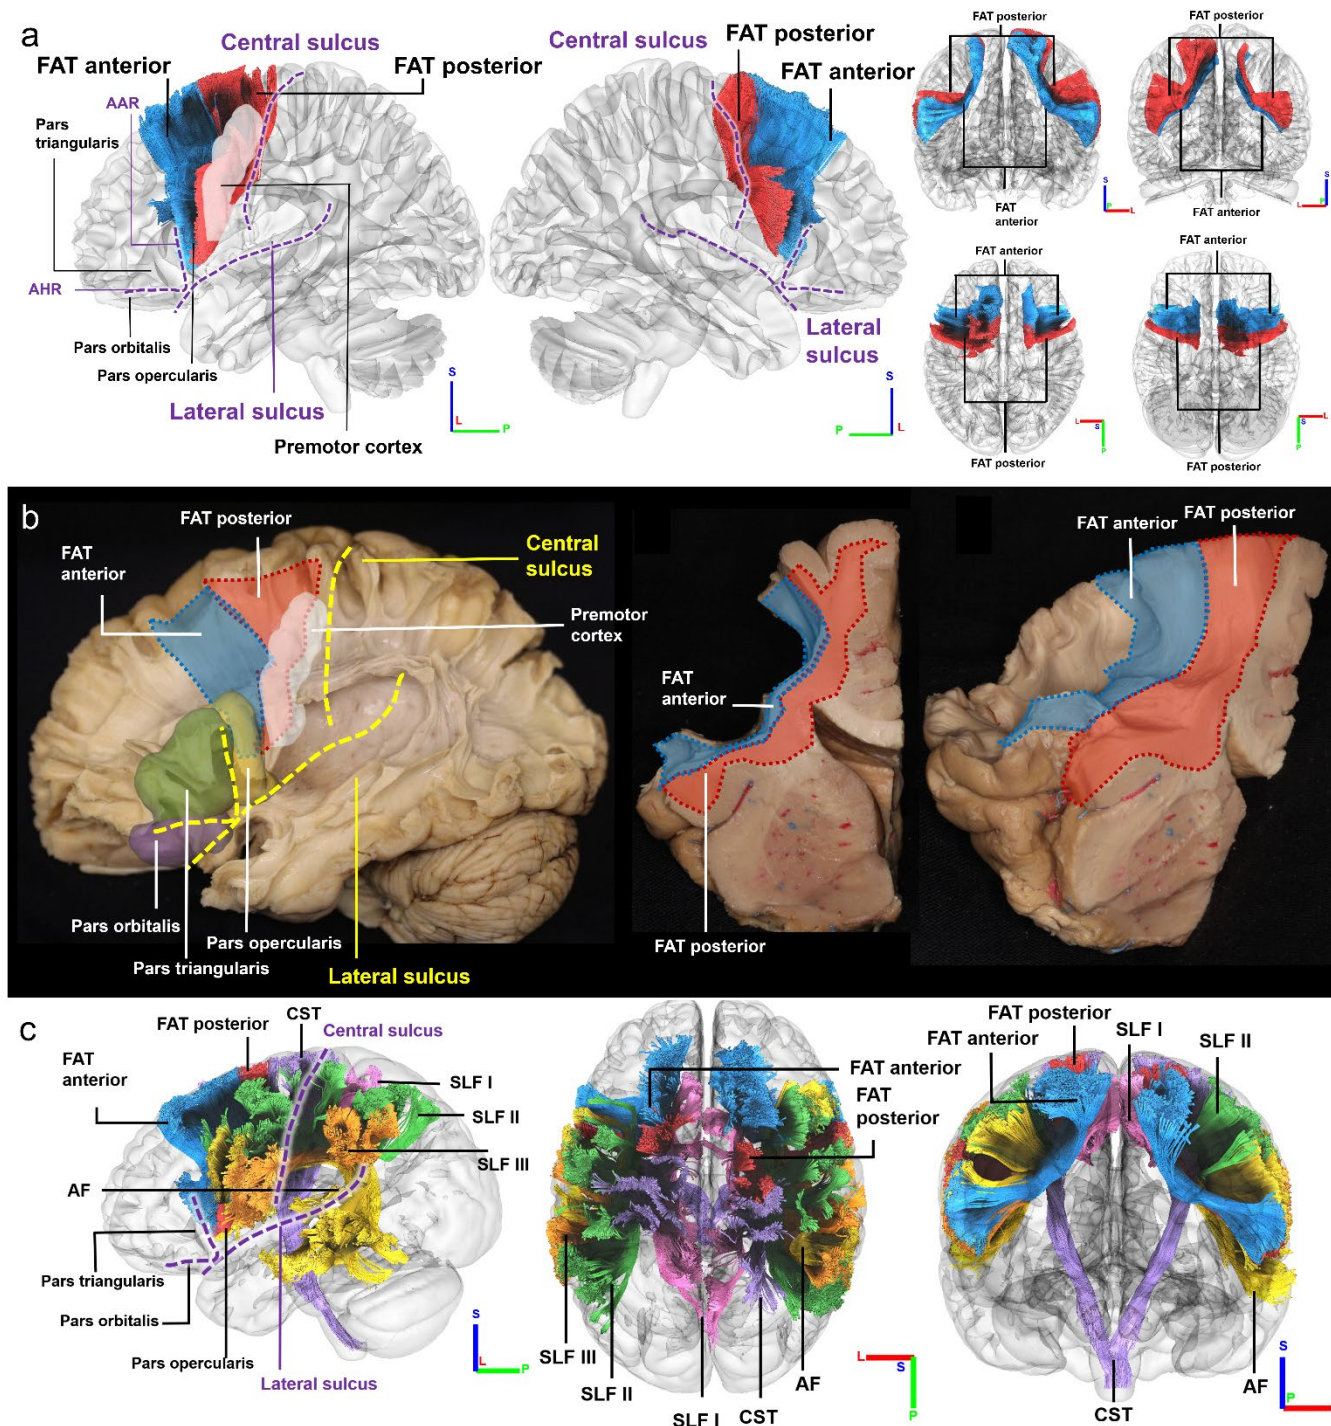 a
Central sulcus
FAT anterior
FAT posterior
AAR
Pars
triangularis
AHR
Pars orbitalis
Pars opercularis
Lateral sulcus
Premotor cortex
S
L
P
Central sulcus
FAT posterior
FAT anterior
Lateral
sulcus
S
P
L
FAT posterior
FAT
anterior
S
P
L
FAT posterior
FAT anterior
S
L
P
FAT anterior
FAT posterior
L
S
P
FAT anterior
FAT posterior
L
S
P
b
FAT posterior
FAT
anterior
Central
sulcus
Premotor
cortex
Pars orbitalis
Pars opercularis
Pars triangularis
Lateral sulcus
FAT
anterior
FAT posterior
FAT anterior
FAT posterior
c
CST
FAT posterior
Central sulcus
FAT
anterior
SLF I
SLF II
SLF III
AF
Pars triangularis
Pars orbitalis
Pars opercularis
Lateral sulcus
S
L
P
FAT anterior
FAT
posterior
SLF III
SLF II
SLF I
CST
AF
L
S
P
FAT posterior
FAT anterior
SLF I
SLF II
AF
CST
S
P